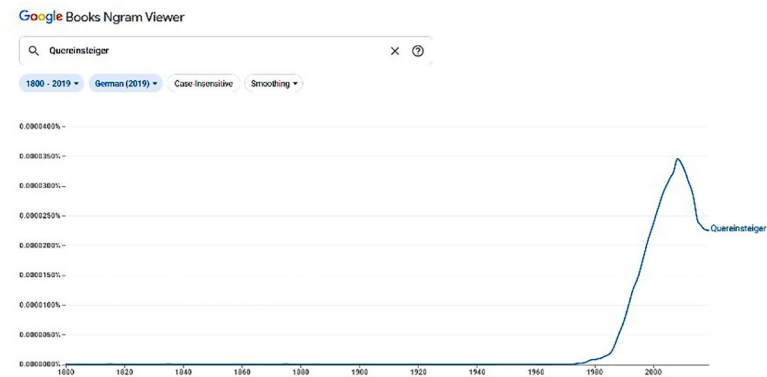 Google Books Ngram Viewer
Quereinsteiger
1800 - 2019 German (2019) Case-Insensitive Smoothing
0.0000400%
0.0000350%
0.0000300%
0.0000250%
Quereinsteiger
0.0000200%
0.0000150%
0.0000100%
0.0000050%
0.0000000%
1800 1820 1840 1860 1880 1900 1920 1940 1960 1980 2000